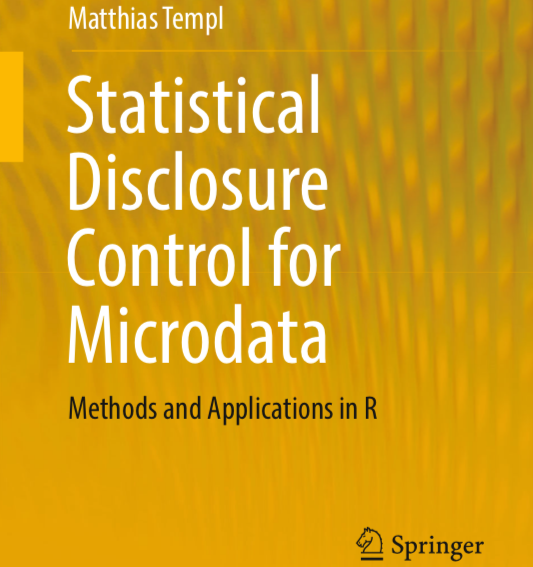 Matthias Templ
Statistical
Disclosure
Control for
Microdata
Methods and Applications in R
Springer